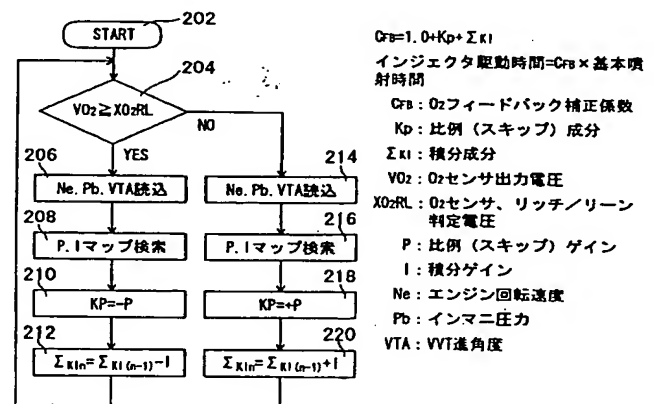 202
START
204
VO2≧XO2RL
NO
YES
206
Ne.Pb.VTA読込
214
Ne.Pb.VTA読込
208
P.Iマップ検索
216
P.Iマップ検索
210
KP=-P
218
KP=+P
212
ΣKIn=ΣKI(n-1)-I
220
ΣKIn=ΣKI(n-1)+I
CFB=1.0+Kp+ΣKI
インジェクタ駆動時間=CFB×基本噴
射時間
CFB:O2フィードバック補正係数
Kp:比例(スキップ)成分
ΣKI:積分成分
VO2:O2センサ出力電圧
XO2RL:O2センサ、リッチ/リーン
判定電圧
P:比例(スキップ)ゲイン
I:積分ゲイン
Ne:エンジン回転速度
Pb:インマニ圧力
VTA:VVT進角度